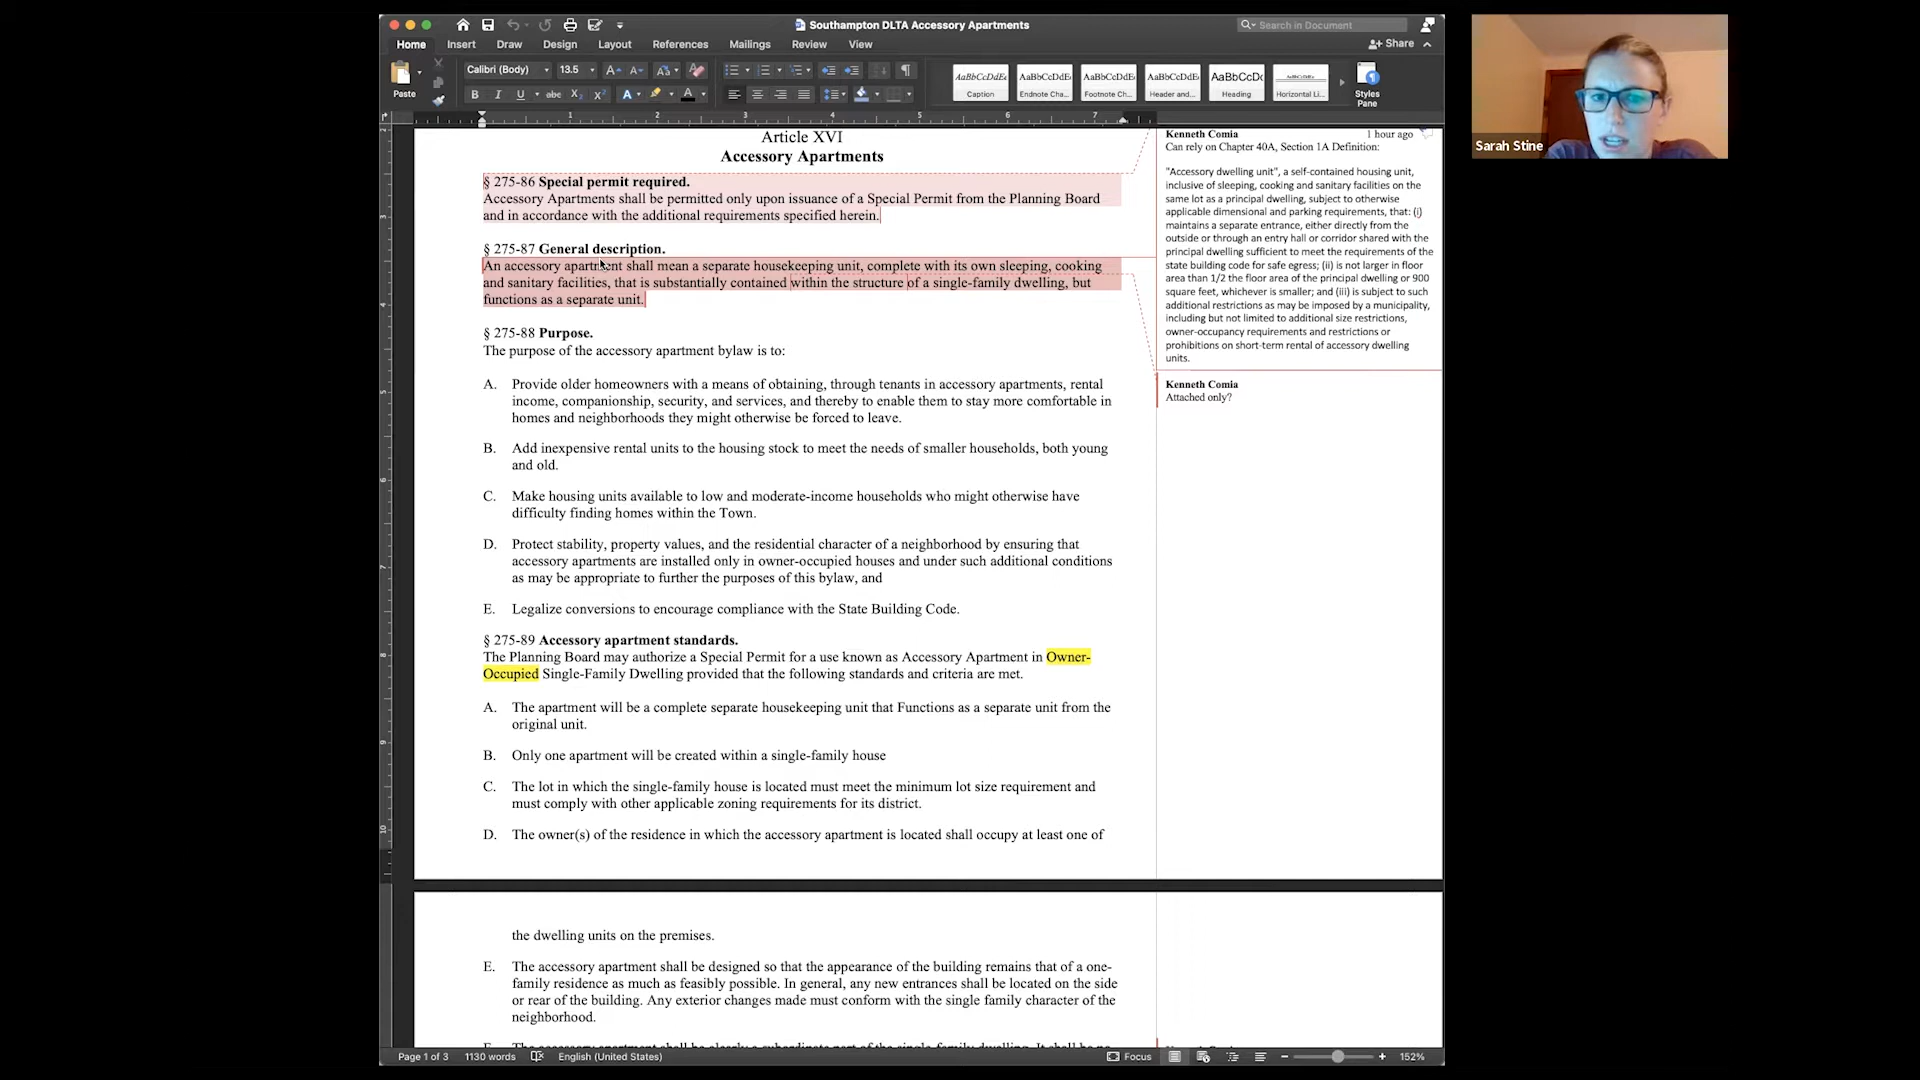 Southampton DLTA Accessory Apartments
Search in Document
Home Insert Draw Design Layout References Mailings Review View
Share
Calibri (Body) 13.5
Paste
AaBbCcDdEe AaBbCcDdE AaBbCcDdE AaBbCcDdE AaBbCcDc
Caption Endnote Cha... Footnote Ch... Header and... Heading Horizontal Li... Styles Pane
Sarah Stine
Article XVI
Accessory Apartments
§ 275-86 Special permit required.
Accessory Apartments shall be permitted only upon issuance of a Special Permit from the Planning Board
and in accordance with the additional requirements specified herein.
§ 275-87 General description.
An accessory apartment shall mean a separate housekeeping unit, complete with its own sleeping, cooking
and sanitary facilities, that is substantially contained within the structure of a single-family dwelling, but
functions as a separate unit.
§ 275-88 Purpose.
The purpose of the accessory apartment bylaw is to:
A. Provide older homeowners with a means of obtaining, through tenants in accessory apartments, rental
income, companionship, security, and services, and thereby to enable them to stay more comfortable in
homes and neighborhoods they might otherwise be forced to leave.
B. Add inexpensive rental units to the housing stock to meet the needs of smaller households, both young
and old.
C. Make housing units available to low and moderate-income households who might otherwise have
difficulty finding homes within the Town.
D. Protect stability, property values, and the residential character of a neighborhood by ensuring that
accessory apartments are installed only in owner-occupied houses and under such additional conditions
as may be appropriate to further the purposes of this bylaw, and
E. Legalize conversions to encourage compliance with the State Building Code.
§ 275-89 Accessory apartment standards.
The Planning Board may authorize a Special Permit for a use known as Accessory Apartment in Owner-
Occupied Single-Family Dwelling provided that the following standards and criteria are met.
A. The apartment will be a complete separate housekeeping unit that Functions as a separate unit from the
original unit.
B. Only one apartment will be created within a single-family house
C. The lot in which the single-family house is located must meet the minimum lot size requirement and
must comply with other applicable zoning requirements for its district.
D. The owner(s) of the residence in which the accessory apartment is located shall occupy at least one of
the dwelling units on the premises.
E. The accessory apartment shall be designed so that the appearance of the building remains that of a one-
family residence as much as feasibly possible. In general, any new entrances shall be located on the side
or rear of the building. Any exterior changes made must conform with the single family character of the
neighborhood.
Kenneth Comia 1 hour ago
Can rely on Chapter 40A, Section 1A Definition:
"Accessory dwelling unit", a self-contained housing unit,
inclusive of sleeping, cooking and sanitary facilities on the
same lot as a principal dwelling, subject to otherwise
applicable dimensional and parking requirements, that: (i)
maintains a separate entrance, either directly from the
outside or through an entry hall or corridor shared with the
principal dwelling sufficient to meet the requirements of the
state building code for safe egress; (ii) is not larger in floor
area than 1/2 the floor area of the principal dwelling or 900
square feet, whichever is smaller; and (iii) is subject to such
additional restrictions as may be imposed by a municipality,
including but not limited to additional size restrictions,
owner-occupancy requirements and restrictions or
prohibitions on short-term rental of accessory dwelling
units.
Kenneth Comia
Attached only?
Page 1 of 3 1130 words English (United States) Focus 152%